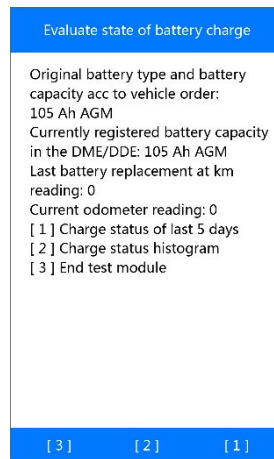 Evaluate state of battery charge
Original battery type and battery
capacity acc to vehicle order:
105 Ah AGM
Currently registered battery capacity
in the DME/DDE: 105 Ah AGM
Last battery replacement at km
reading: 0
Current odometer reading: 0
[ 1 ] Charge status of last 5 days
[ 2 ] Charge status histogram
[ 3 ] End test module
[ 3 ] [ 2 ] [ 1 ]